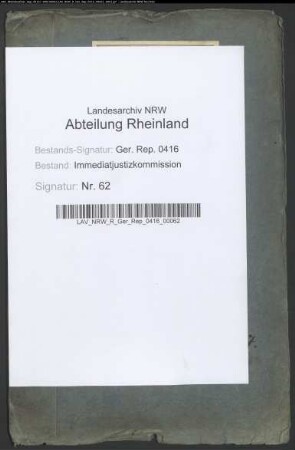 Landesarchiv NRW
Abteilung Rheinland
Bestands-Signatur: Ger. Rep. 0416
Bestand: Immediatjustizkommission
Signatur: Nr. 62
LAV_NRW_R_Ger_Rep_0416_00062